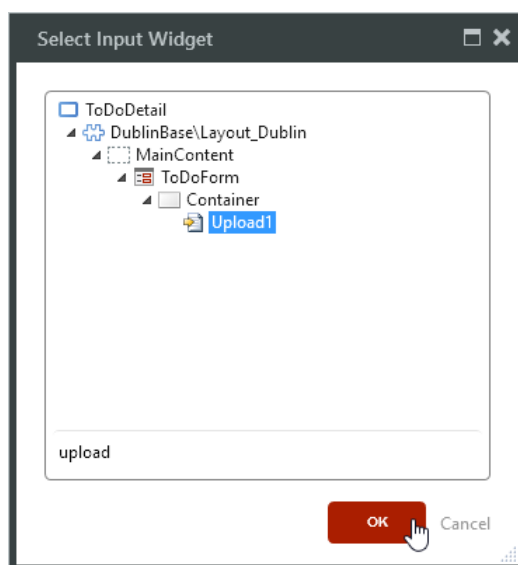 Select Input Widget
ToDoDetail
DublinBase\Layout_Dublin
MainContent
ToDoForm
Container
Upload1
upload
OK
Cancel